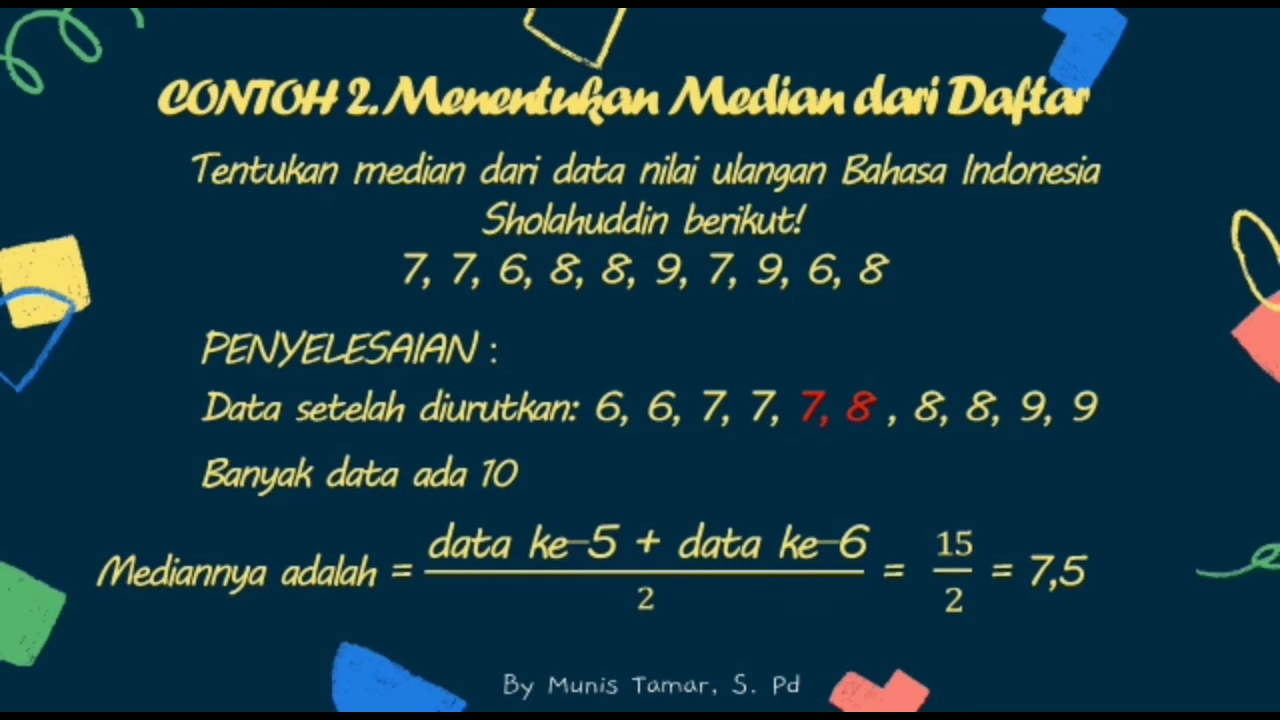 CONTOH 2. Menentukan Median dari Daftar
Tentukan median dari data nilai ulangan Bahasa Indonesia
Sholahuddin berikut!
7, 7, 6, 8, 8, 9, 7, 9, 6, 8
PENYELESAIAN :
Data setelah diurutkan: 6, 6, 7, 7, 7, 8 , 8, 8, 9, 9
Banyak data ada 10
Mediannya adalah = data ke-5 + data ke-6 / 2 = 15 / 2 = 7,5
By Munis Tamar, S. Pd